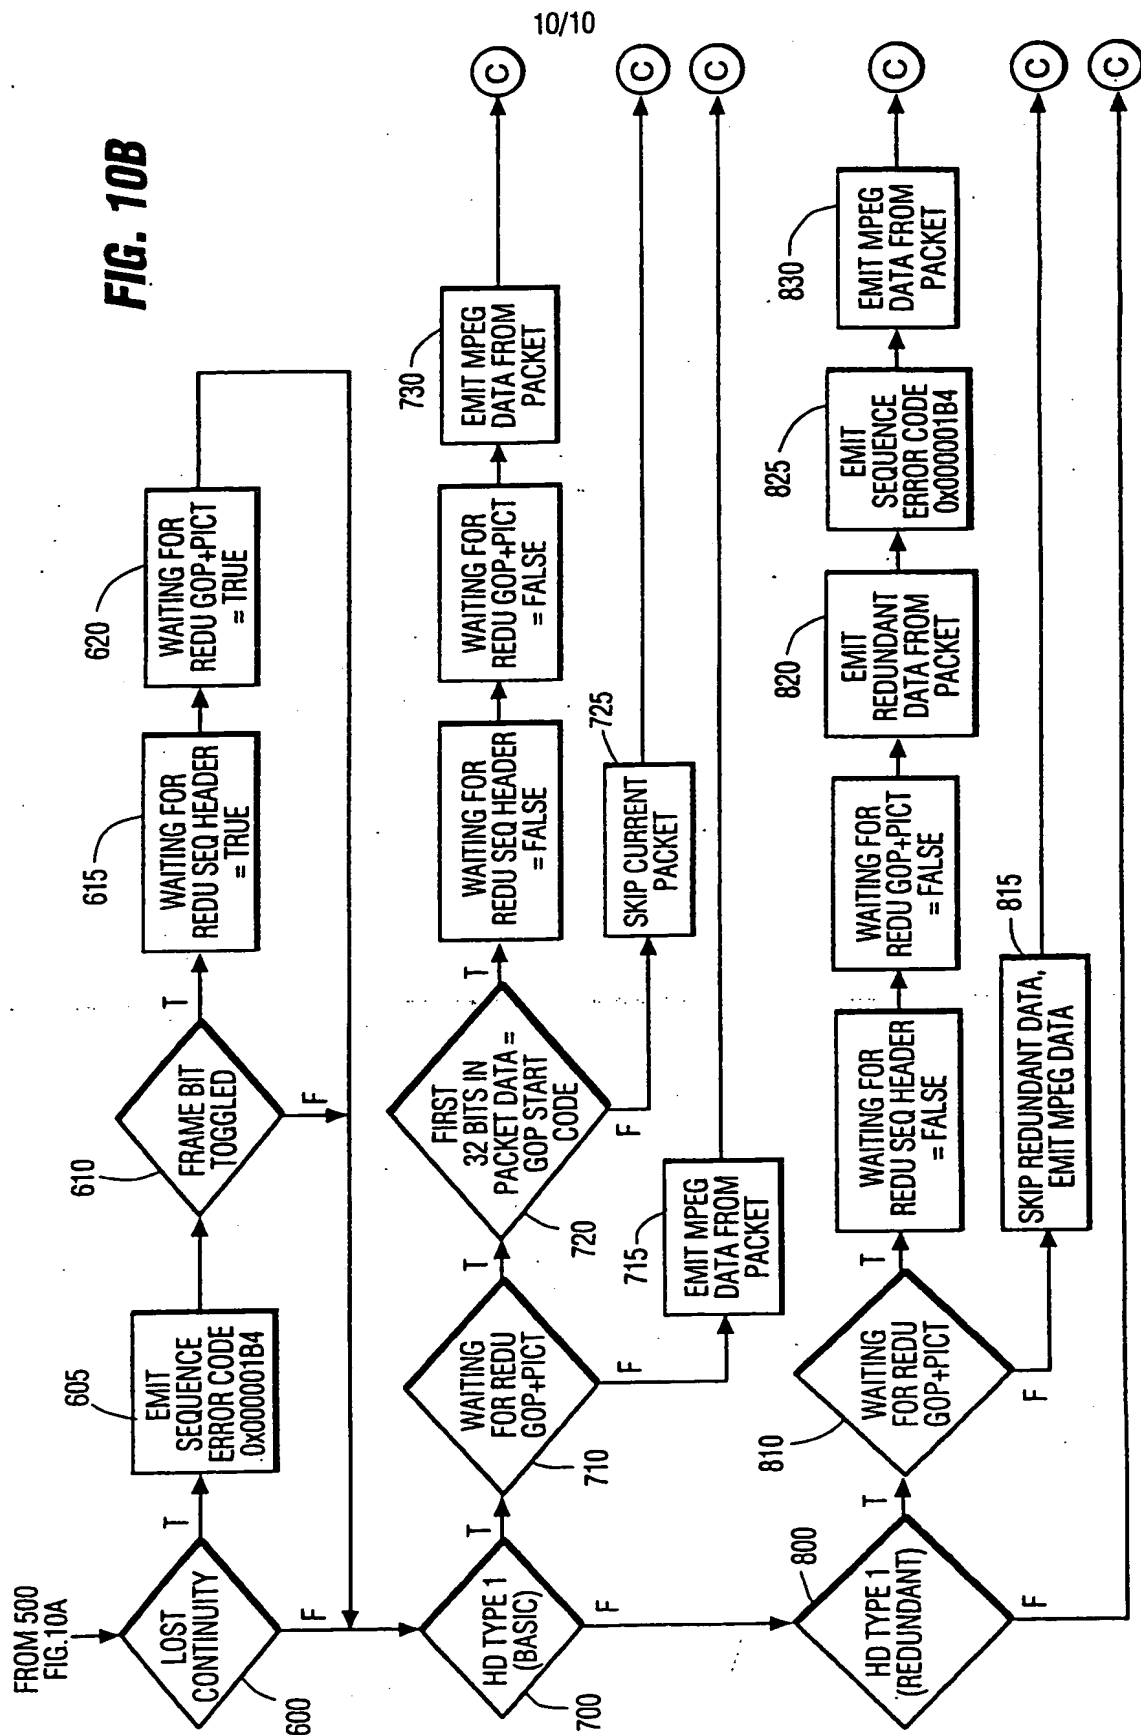 10/10
FIG. 10B
FROM 500
FIG.10A
LOST
CONTINUITY
600
T
F
EMIT
SEQUENCE
ERROR CODE
0x000001B4
605
FRAME BIT
TOGGLED
610
T
F
WAITING FOR
REDU SEQ HEADER
= TRUE
615
WAITING FOR
REDU GOP+PICT
= TRUE
620
HD TYPE 1
(BASIC)
700
T
F
WAITING
FOR REDU
GOP+PICT
710
T
F
EMIT MPEG
DATA FROM
PACKET
715
FIRST
32 BITS IN
PACKET DATA =
GOP START
CODE
720
T
F
SKIP CURRENT
PACKET
725
WAITING FOR
REDU SEQ HEADER
= FALSE
WAITING FOR
REDU GOP+PICT
= FALSE
EMIT MPEG
DATA FROM
PACKET
730
C
C
C
HD TYPE 1
(REDUNDANT)
800
T
F
WAITING
FOR REDU
GOP+PICT
810
T
F
SKIP REDUNDANT DATA,
EMIT MPEG DATA
815
WAITING FOR
REDU SEQ HEADER
= FALSE
WAITING FOR
REDU GOP+PICT
= FALSE
EMIT
REDUNDANT
DATA FROM
PACKET
820
EMIT
SEQUENCE
ERROR CODE
0x000001B4
825
EMIT MPEG
DATA FROM
PACKET
830
C
C
C